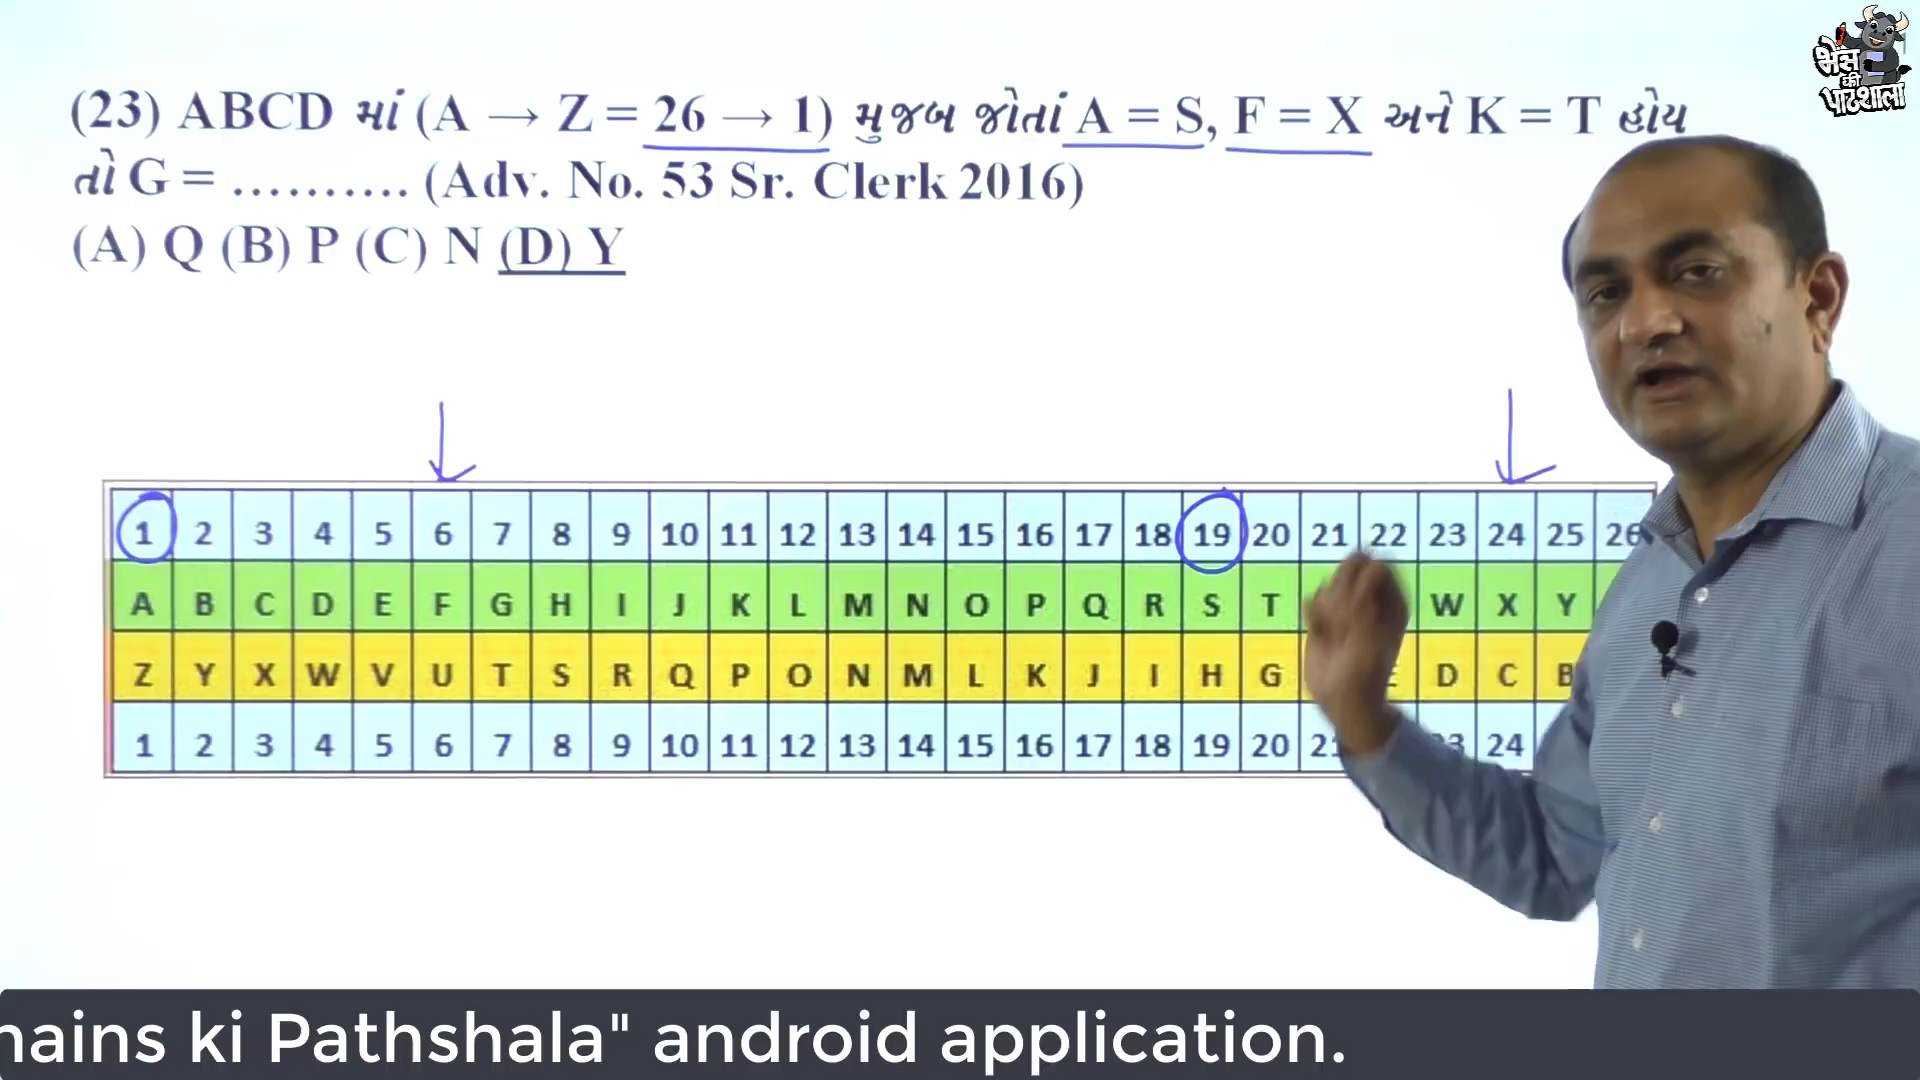 भैंस की पाठशाला
(23) ABCD માં (A → Z = 26 → 1) મુજબ જોતાં A = S, F = X અને K = T હોય
તો G = .......... (Adv. No. 53 Sr. Clerk 2016)
(A) Q (B) P (C) N (D) Y
1 2 3 4 5 6 7 8 9 10 11 12 13 14 15 16 17 18 19 20 21 22 23 24 25 26
A B C D E F G H I J K L M N O P Q R S T W X Y
Z Y X W V U T S R Q P O N M L K J I H G D C B
1 2 3 4 5 6 7 8 9 10 11 12 13 14 15 16 17 18 19 20 24
ki Pathshala" android application.